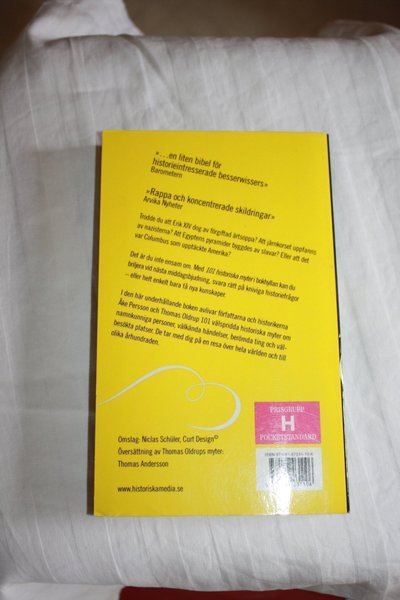 »…en liten bibel för
historieintresserade besserwissers»
Barometern
»Rappa och koncentrerade skildringar»
Arvika Nyheter
Trodde du att Erik XIV dog av förgiftad ärtsoppa? Att järnkorset uppfanns
av nazisterna? Att Egyptens pyramider byggdes av slavar? Eller att det
var Columbus som upptäckte Amerika?
Det är du inte ensam om. Med 101 historiska myter i bokhyllan kan du
briljera vid nästa middagsbjudning, svara rätt på kniviga historiefrågor
– eller helt enkelt bara få nya kunskaper.
I den här underhållande boken avlivar författarna och historikerna
Åke Persson och Thomas Oldrup 101 välspridda historiska myter om
namnkunniga personer, välkända händelser, berömda ting och väl-
besökta platser. De tar med dig på en resa över hela världen och till
olika århundraden.
Omslag: Niclas Schüler, Curt Design©
Översättning av Thomas Oldrups myter:
Thomas Andersson
www.historiskamedia.se
PRISGRUPP
H
POCKETSTANDARD